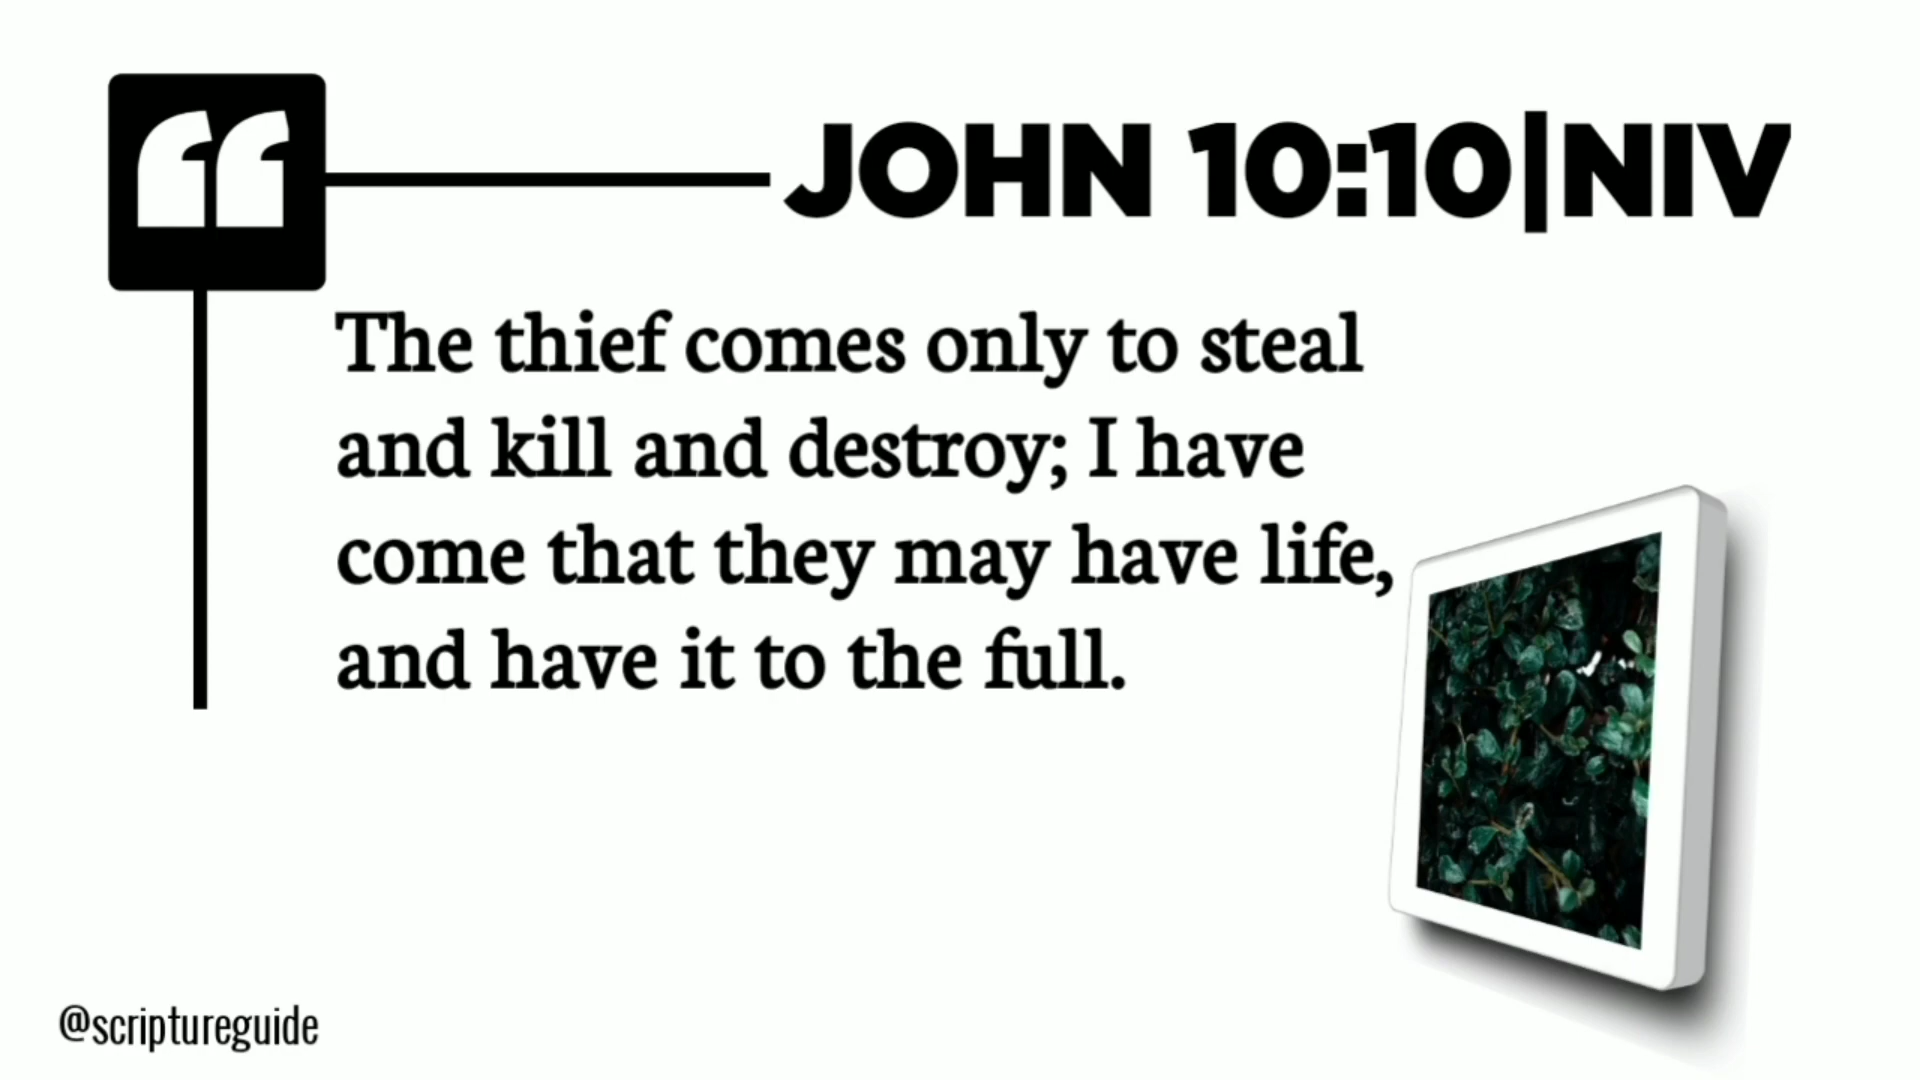 JOHN 10:10|NIV
The thief comes only to steal
and kill and destroy; I have
come that they may have life,
and have it to the full.
@scriptureguide